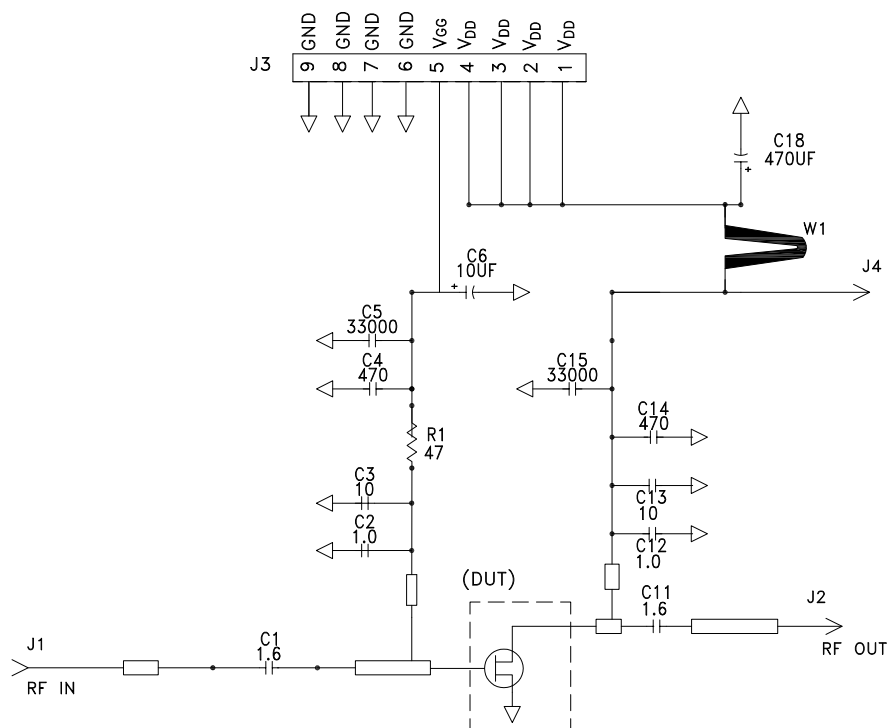 GND GND GND GND VGG VDD VDD VDD VDD
J3 9 8 7 6 5 4 3 2 1
C18
470UF
+
W1
C6
10UF
+
J4
C5
33000
C4
470
C15
33000
C14
470
R1
47
C3
10
C13
10
C2
1.0
C12
1.0
(DUT)
C11
1.6
J2
RF OUT
J1
RF IN
C1
1.6